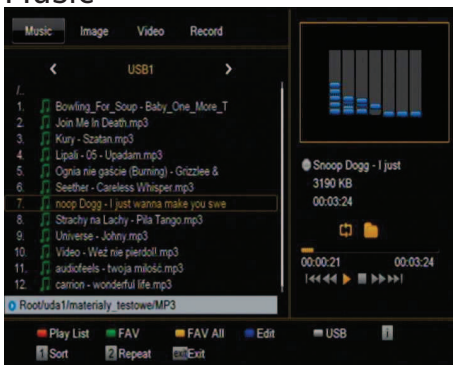 Music
Music Image Video Record
USB1
/..
1. Bowling_For_Soup - Baby_One_More_T
2. Join Me In Death.mp3
3. Kury - Szatan.mp3
4. Lipali - 05 - Upadam.mp3
5. Ognia nie gaście (Burning) - Grizzlee &
6. Seether - Careless Whisper.mp3
7. noop Dogg - I just wanna make you swe
8. Strachy na Lachy - Piła Tango.mp3
9. Universe - Johny.mp3
10. Video - Weź nie pierdoll.mp3
11. audiofeels - twoja miłość.mp3
12. carrion - wonderful life.mp3
Root/uda1/materialy_testowe/MP3
Snoop Dogg - I just
3190 KB
00:03:24
00:00:21 00:03:24
Play List FAV FAV All Edit USB i
1 Sort 2 Repeat exit Exit